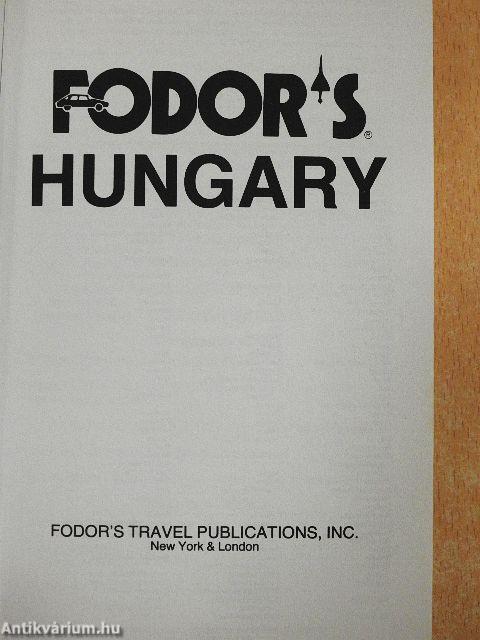 FODOR'S®
HUNGARY
FODOR'S TRAVEL PUBLICATIONS, INC.
New York & London
Antikvárium.hu